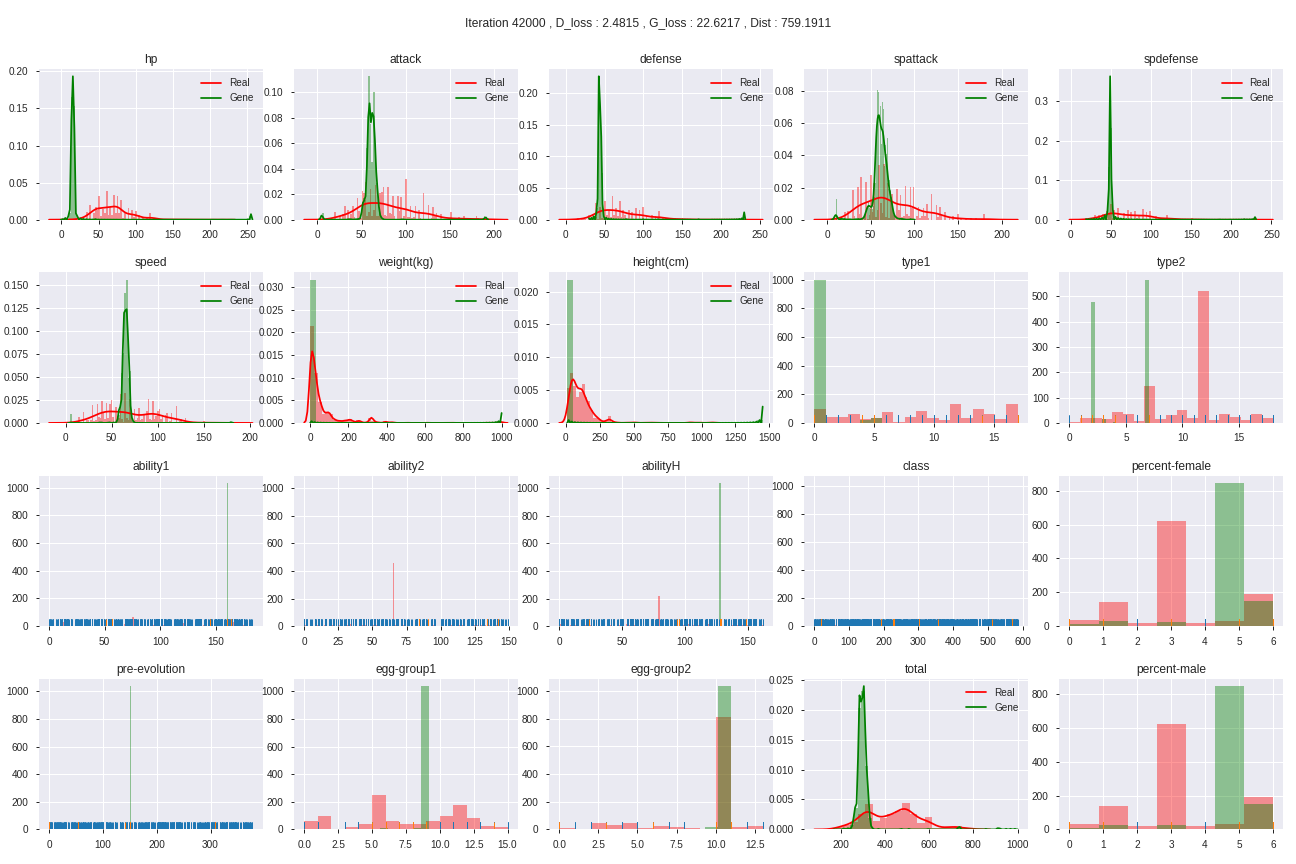 Iteration 42000 , D_loss : 2.4815 , G_loss : 22.6217 , Dist : 759.1911
hp
attack
defense
spattack
spdefense
Real
Gene
Real
Gene
Real
Gene
Real
Gene
Real
Gene
0.20
0.15
0.10
0.05
0.00
0.10
0.08
0.06
0.04
0.02
0.00
0.20
0.15
0.10
0.05
0.00
0.08
0.06
0.04
0.02
0.00
0.3
0.2
0.1
0.0
0 50 100 150 200 250
0 50 100 150 200
0 50 100 150 200 250
0 50 100 150 200
0 50 100 150 200 250
speed
weight(kg)
height(cm)
type1
type2
Real
Gene
Real
Gene
Real
Gene
0.150
0.125
0.100
0.075
0.050
0.025
0.000
0.030
0.025
0.020
0.015
0.010
0.005
0.000
0.020
0.015
0.010
0.005
0.000
1000
800
600
400
200
0
500
400
300
200
100
0
0 50 100 150 200
0 200 400 600 800 1000
0 250 500 750 1000 1250 1500
0 5 10 15
0 5 10 15
ability1
ability2
abilityH
class
percent-female
1000
800
600
400
200
0
1000
800
600
400
200
0
1000
800
600
400
200
0
1000
800
600
400
200
0
800
600
400
200
0
0 50 100 150
0 25 50 75 100 125 150
0 50 100 150
0 100 200 300 400 500 600
0 1 2 3 4 5 6
pre-evolution
egg-group1
egg-group2
total
percent-male
Real
Gene
1000
800
600
400
200
0
1000
800
600
400
200
0
1000
800
600
400
200
0
0.025
0.020
0.015
0.010
0.005
0.000
800
600
400
200
0
0 100 200 300
0.0 2.5 5.0 7.5 10.0 12.5 15.0
0.0 2.5 5.0 7.5 10.0 12.5
200 400 600 800 1000
0 1 2 3 4 5 6